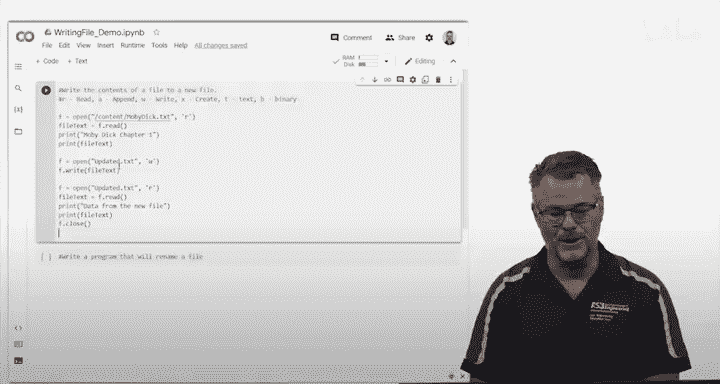 WritingFile_Demo.ipynb
Comment
Share
File Edit View Insert Runtime Tools Help All changes saved
+ Code + Text
RAM
Disk
Editing
#Write the contents of a file to a new file.
#r - Read, a - Append, w - Write, x - Create, t - text, b - binary
f = open("/content/MobyDick.txt", 'r')
fileText = f.read()
print("Moby Dick Chapter 1")
print(fileText)
f = open("Updated.txt", 'w')
f.write(fileText)
f = open("Updated.txt", 'r')
fileText = f.read()
print("Data from the new file")
print(fileText)
f.close()
[ ] #Write a program that will rename a file
Engineering